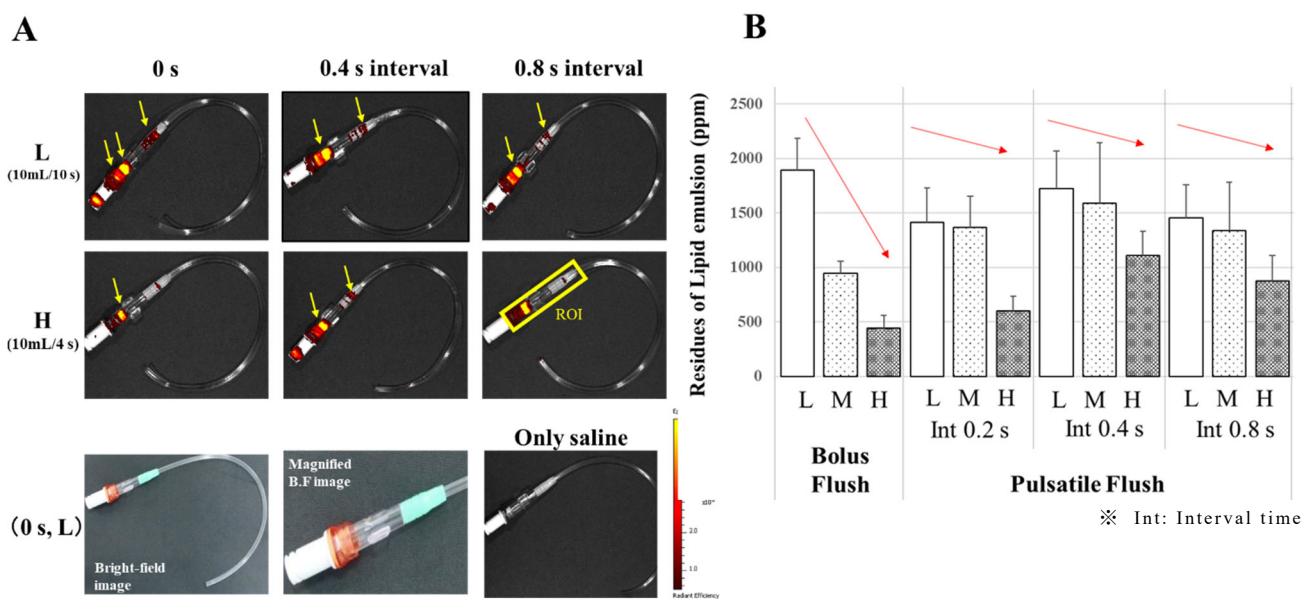 A
0 s
0.4 s interval
0.8 s interval
L
(10mL/10 s)
H
(10mL/4 s)
ROI
(0 s, L)
Bright-field
image
Magnified
B.F image
Only saline
2.0
1.0
Radiant Efficiency
B
Residues of Lipid emulsion (ppm)
2500
2000
1500
1000
500
0
L M H L M H L M H L M H
Int 0.2 s Int 0.4 s Int 0.8 s
Bolus
Flush
Pulsatile Flush
※ Int: Interval time